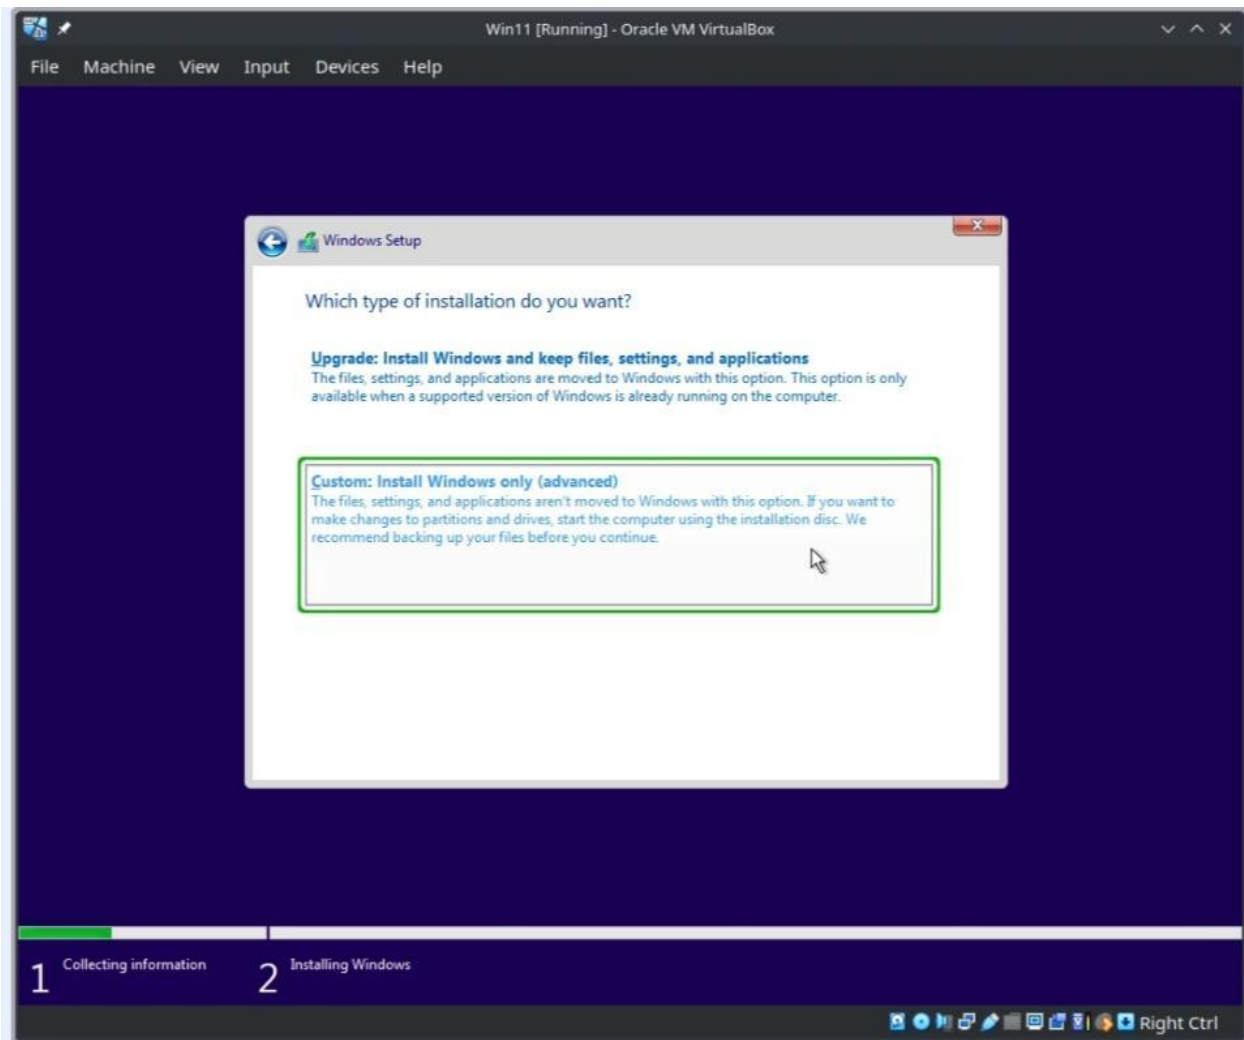 Win11 [Running] - Oracle VM VirtualBox
File Machine View Input Devices Help
Windows Setup
Which type of installation do you want?
Upgrade: Install Windows and keep files, settings, and applications
The files, settings, and applications are moved to Windows with this option. This option is only
available when a supported version of Windows is already running on the computer.
Custom: Install Windows only (advanced)
The files, settings, and applications aren't moved to Windows with this option. If you want to
make changes to partitions and drives, start the computer using the installation disc. We
recommend backing up your files before you continue.
1 Collecting information 2 Installing Windows
Right Ctrl